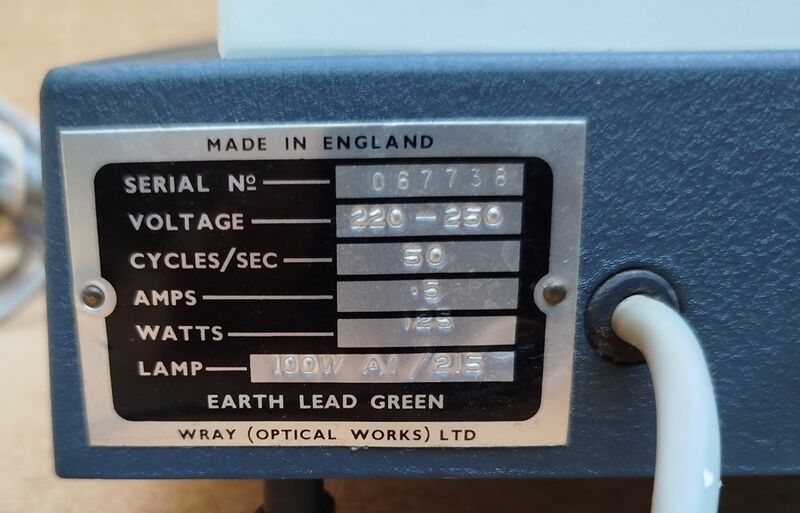 MADE IN ENGLAND
SERIAL Nº 067738
VOLTAGE 220-250
CYCLES/SEC 50
AMPS ·5
WATTS 125
LAMP 100W A1/215
EARTH LEAD GREEN
WRAY (OPTICAL WORKS) LTD